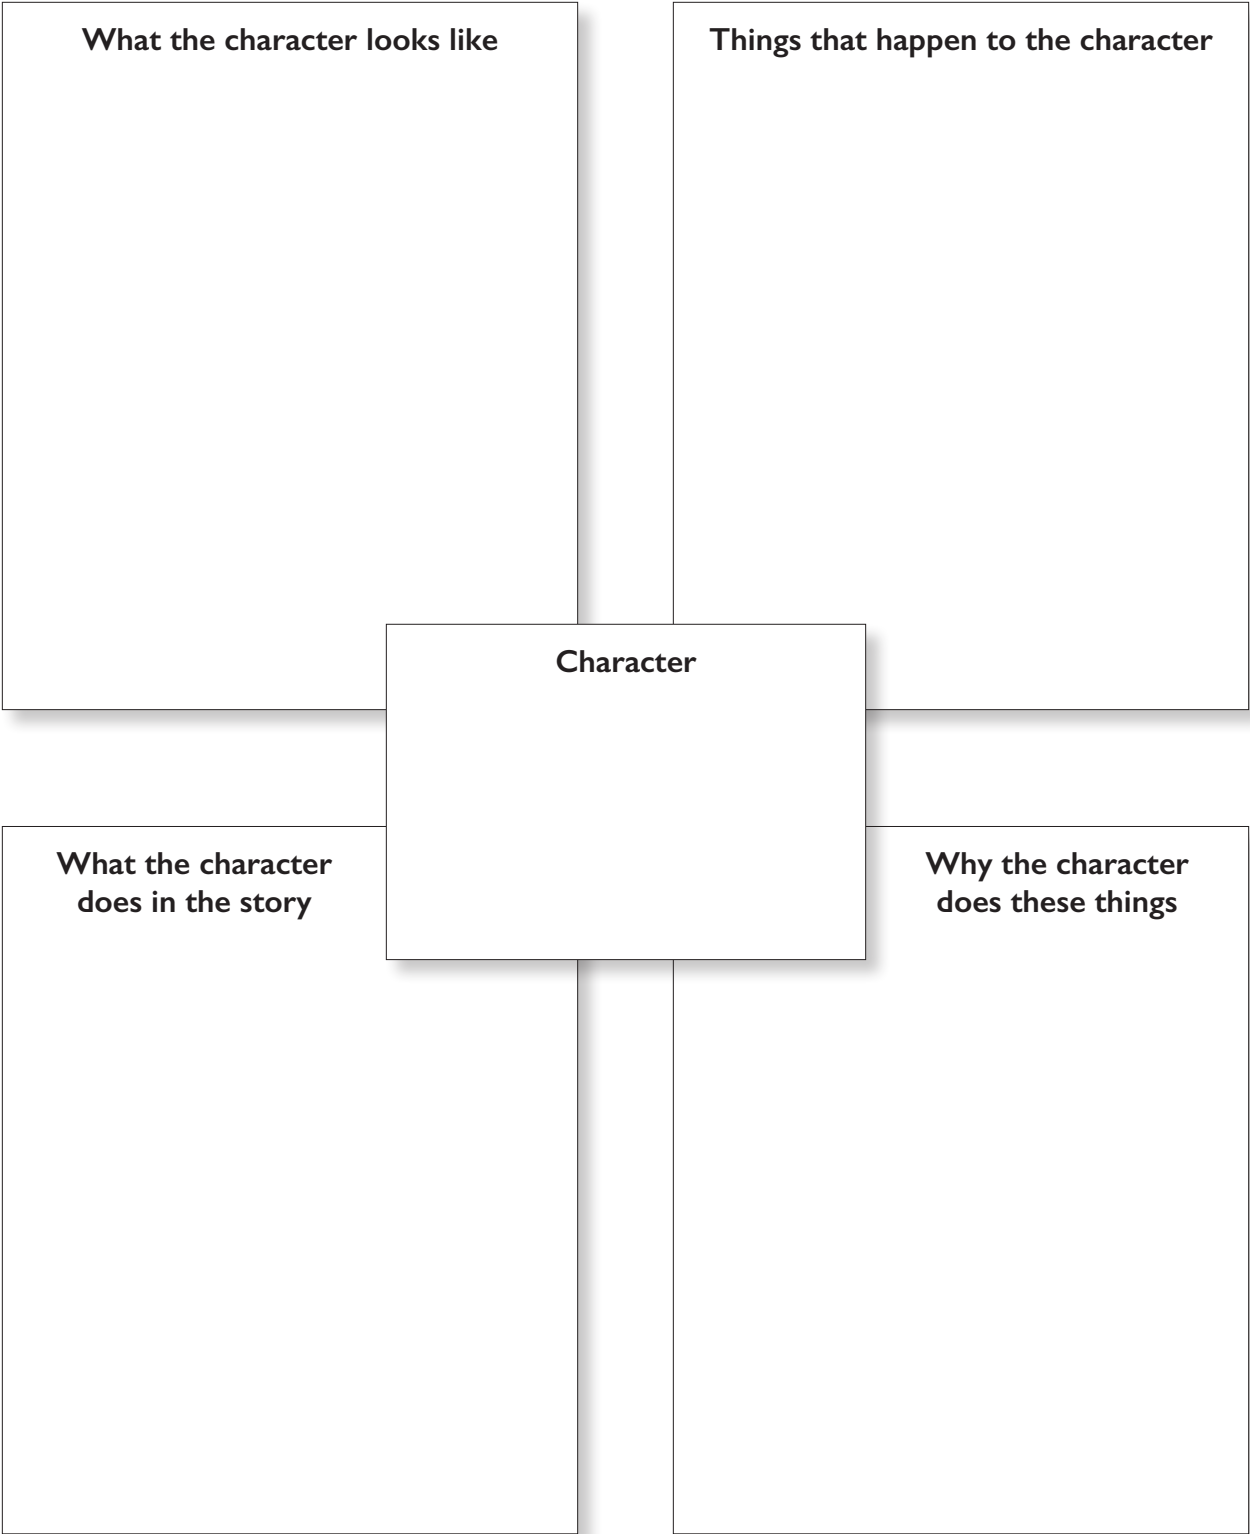 What the character looks like
Things that happen to the character
Character
What the character
does in the story
Why the character
does these things